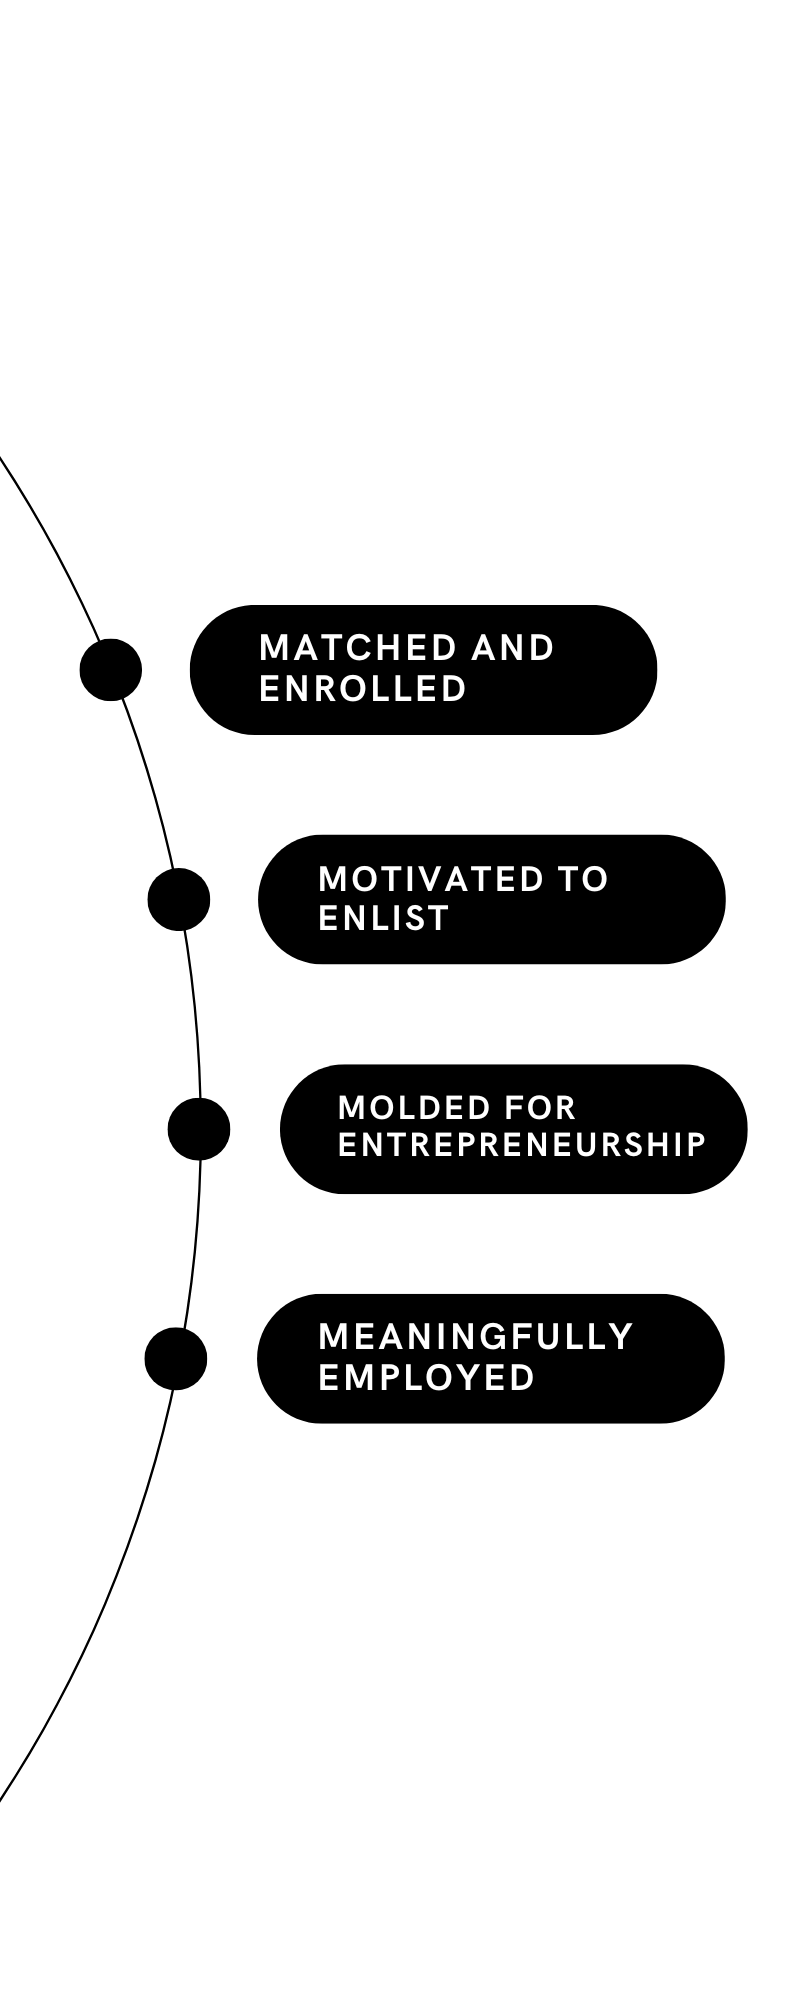 MATCHED AND
ENROLLED
MOTIVATED TO
ENLIST
MOLDED FOR
ENTREPRENEURSHIP
MEANINGFULLY
EMPLOYED